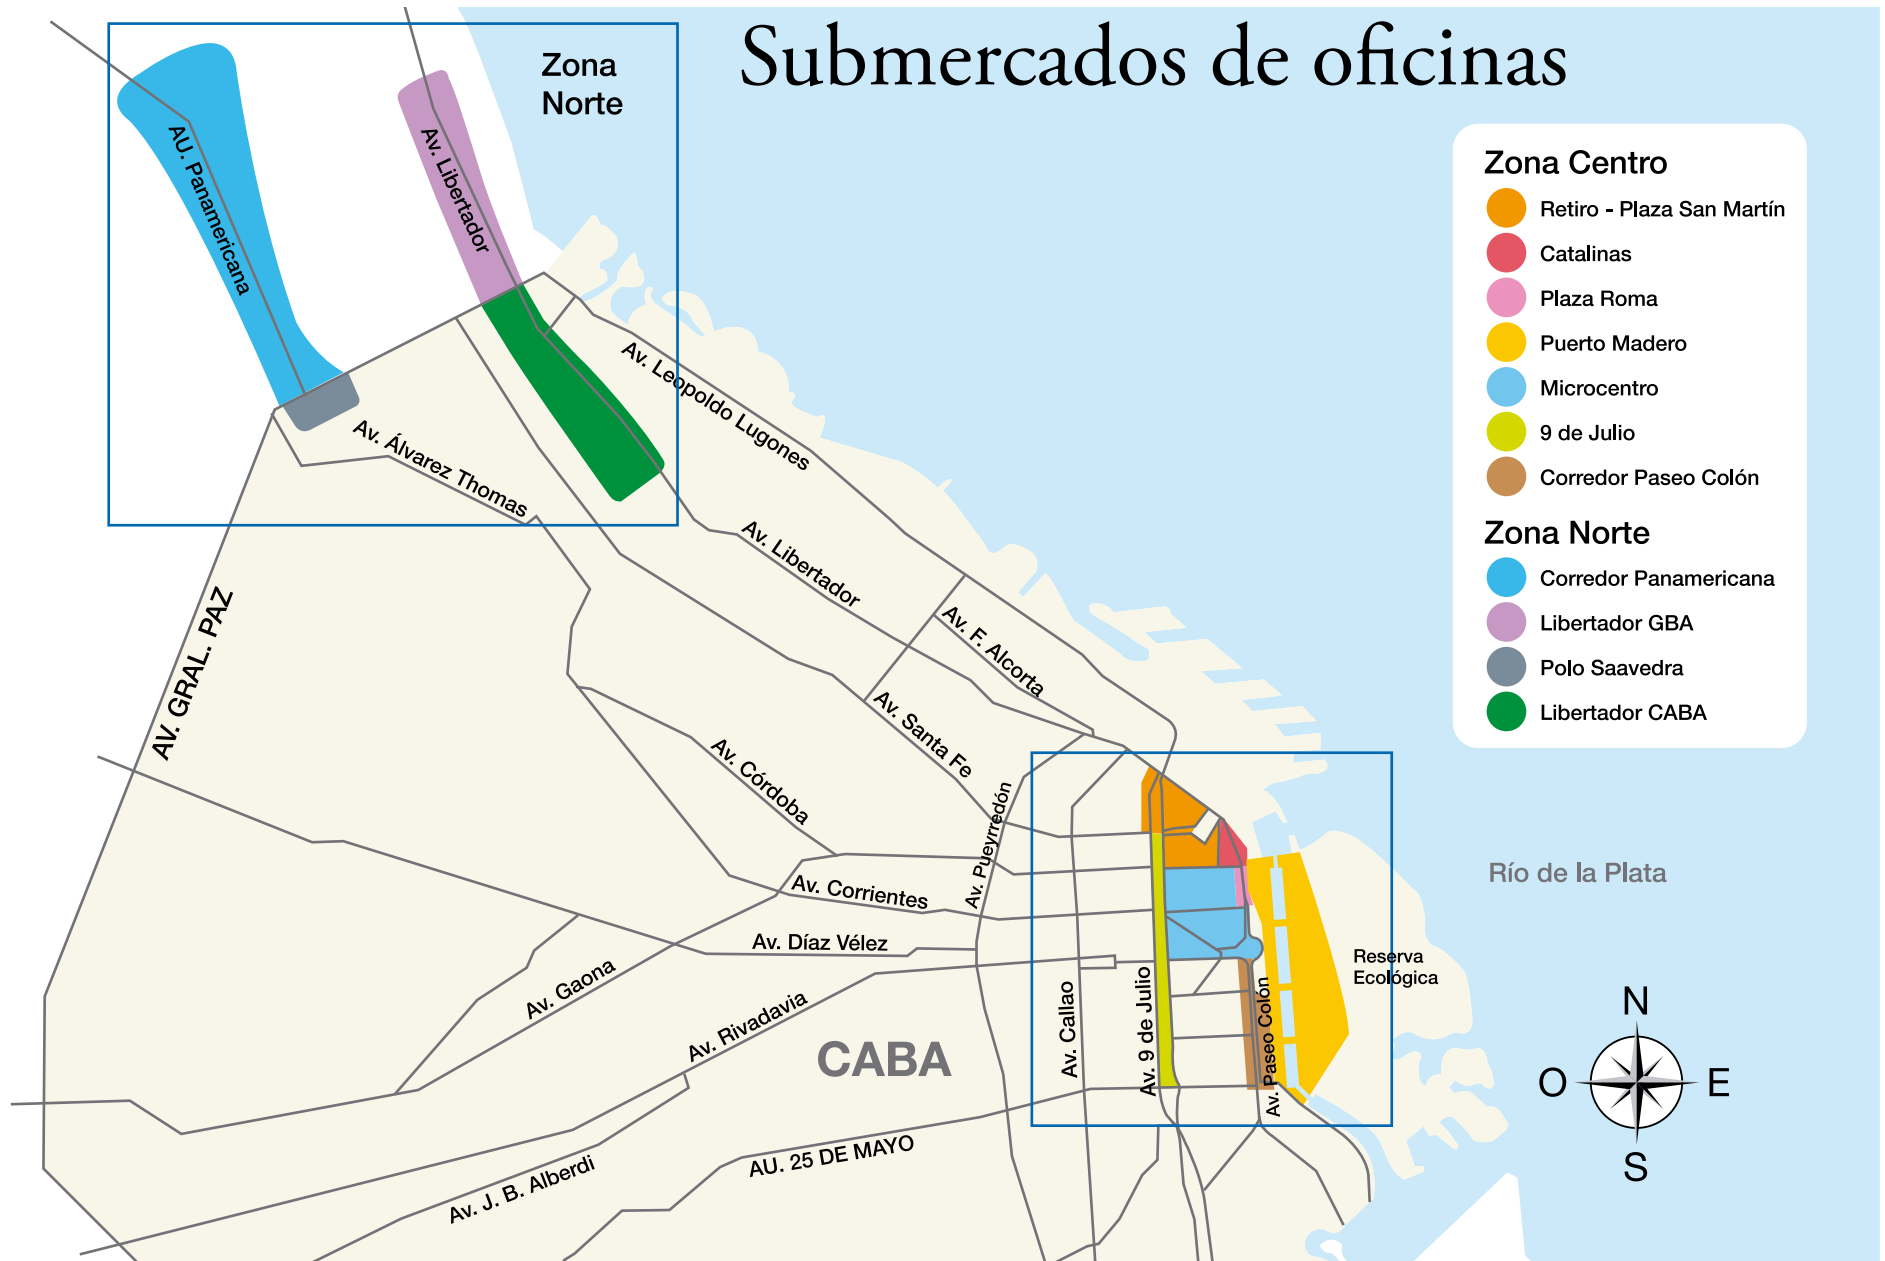 Submercados de oficinas
Zona
Norte
Zona Centro
Retiro - Plaza San Martín
Catalinas
Plaza Roma
Puerto Madero
Microcentro
9 de Julio
Corredor Paseo Colón
Zona Norte
Corredor Panamericana
Libertador GBA
Polo Saavedra
Libertador CABA
AU. Panamericana
Av. Libertador
Av. Leopoldo Lugones
Av. Álvarez Thomas
Av. Libertador
Av. F. Alcorta
AV. GRAL. PAZ
Av. Santa Fe
Av. Córdoba
Av. Pueyrredón
Av. Corrientes
Av. Díaz Vélez
Av. Gaona
Av. Rivadavia
CABA
Av. Callao
Av. 9 de Julio
Av. Paseo Colón
Río de la Plata
Reserva
Ecológica
AU. 25 DE MAYO
Av. J. B. Alberdi
N
O
E
S